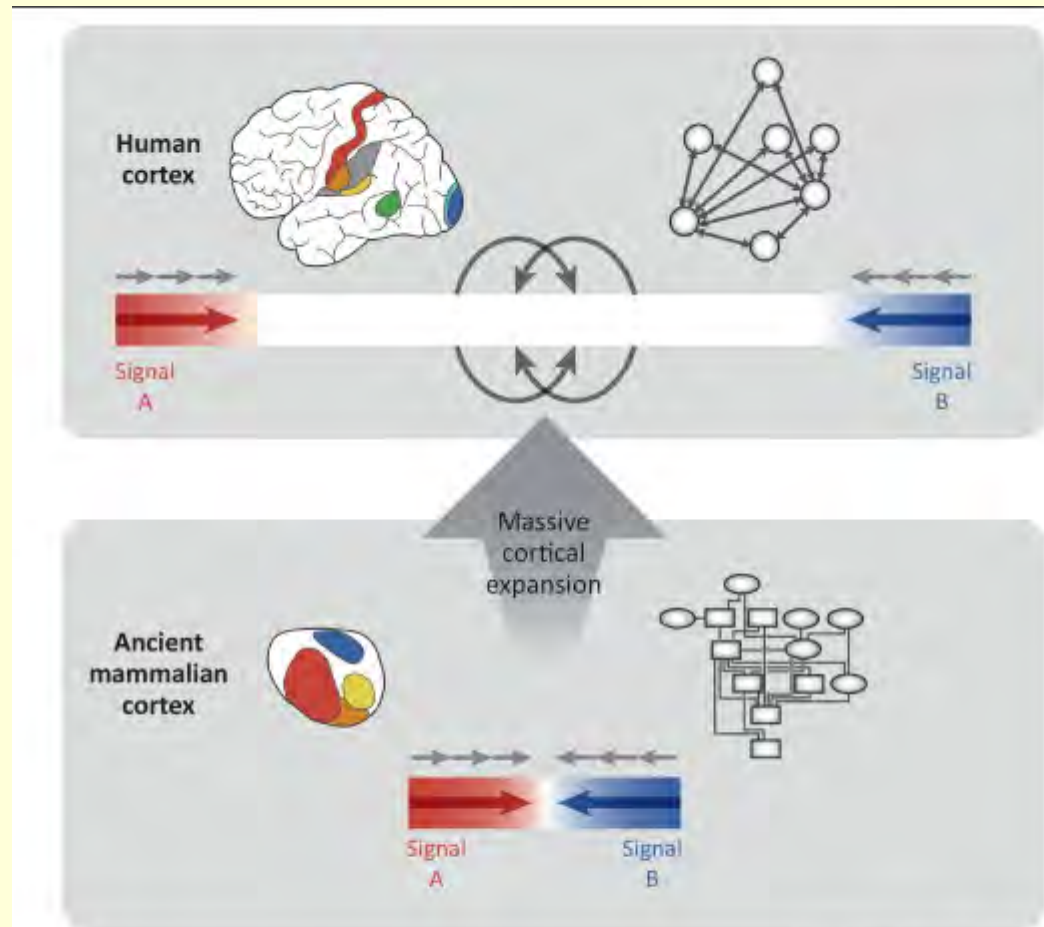 Human
cortex
Signal
A
Signal
B
Massive
cortical
expansion
Ancient
mammalian
cortex
Signal
A
Signal
B